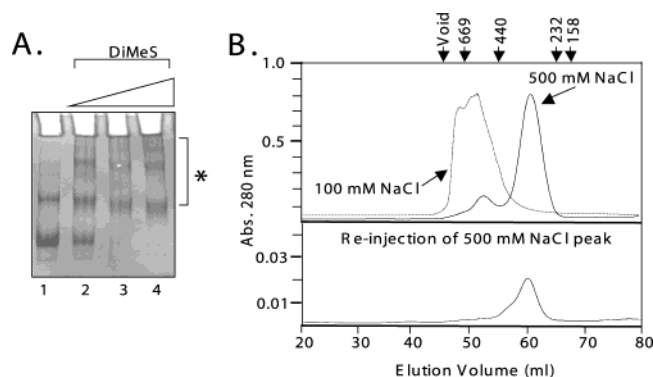 A.
DiMeS
*
1 2 3 4
B.
Void 669 440 232 158
1.0
500 mM NaCl
0.5
100 mM NaCl
Abs. 280 nm
Re-injection of 500 mM NaCl peak
0.03
0.01
20 30 40 50 60 70 80
Elution Volume (ml)